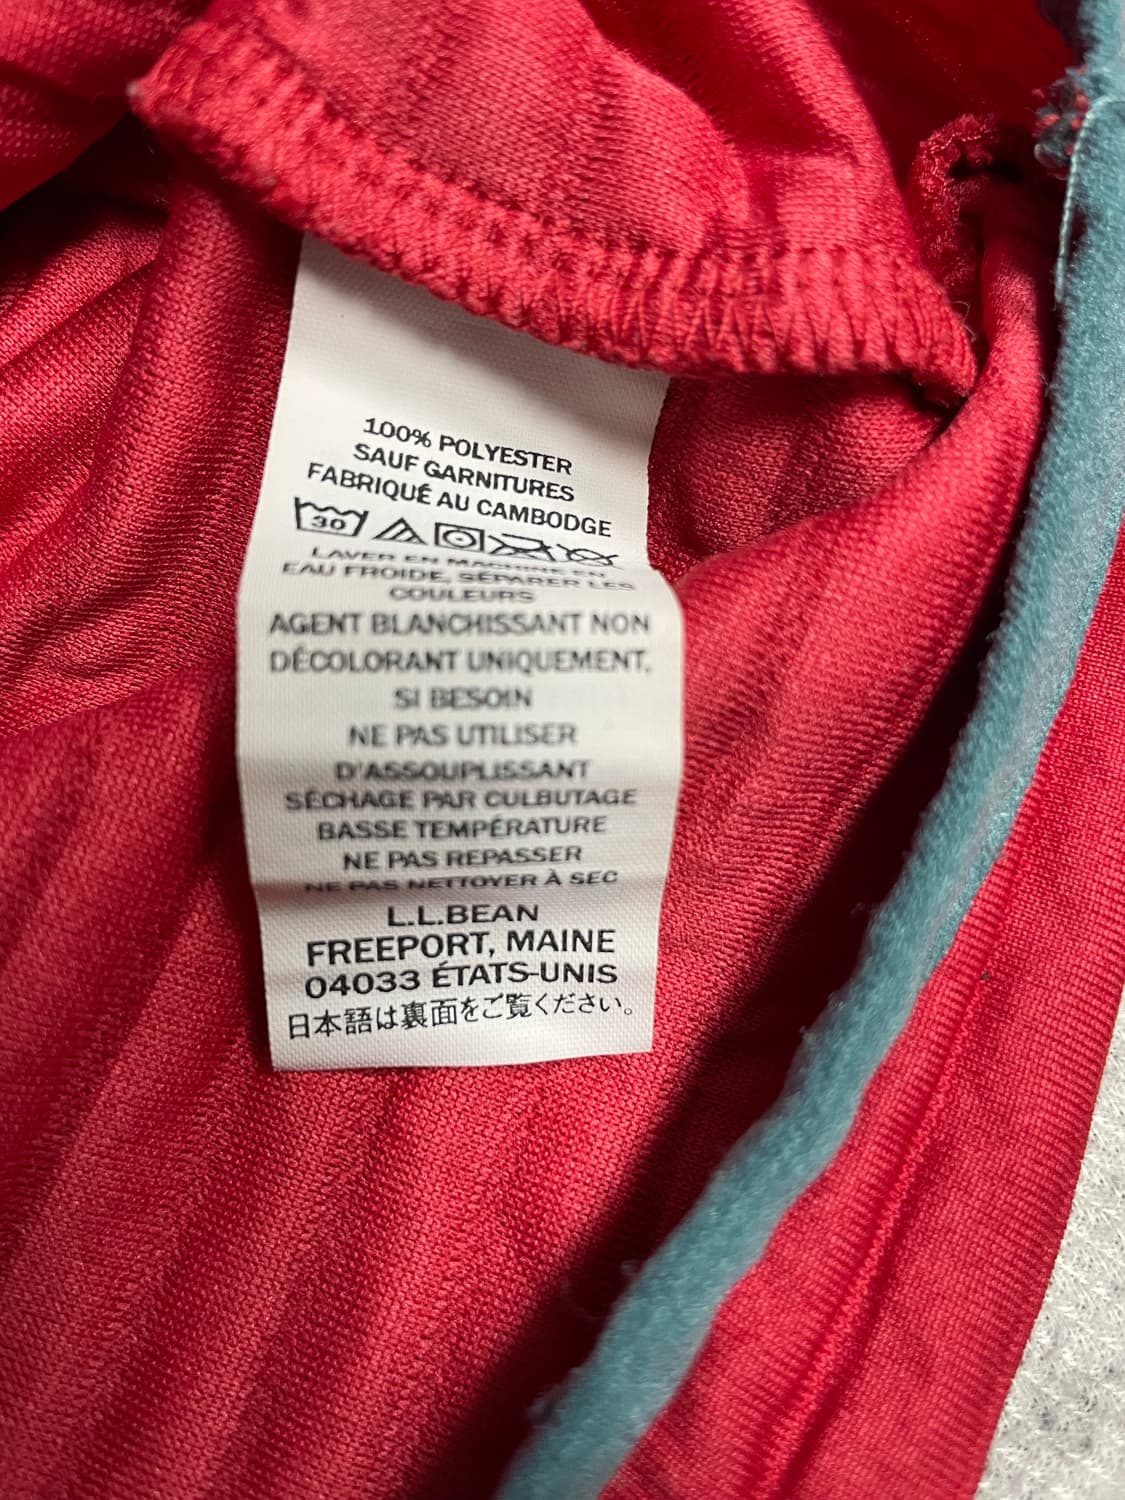 100% POLYESTER
SAUF GARNITURES
FABRIQUÉ AU CAMBODGE
30
LAVER EN MACHINE EN
EAU FROIDE, SÉPARER LES
COULEURS
AGENT BLANCHISSANT NON
DÉCOLORANT UNIQUEMENT,
SI BESOIN
NE PAS UTILISER
D'ASSOUPLISSANT
SÉCHAGE PAR CULBUTAGE
BASSE TEMPÉRATURE
NE PAS REPASSER
NE PAS NETTOYER À SEC
L.L.BEAN
FREEPORT, MAINE
04033 ÉTATS-UNIS
日本語は裏面をご覧ください。